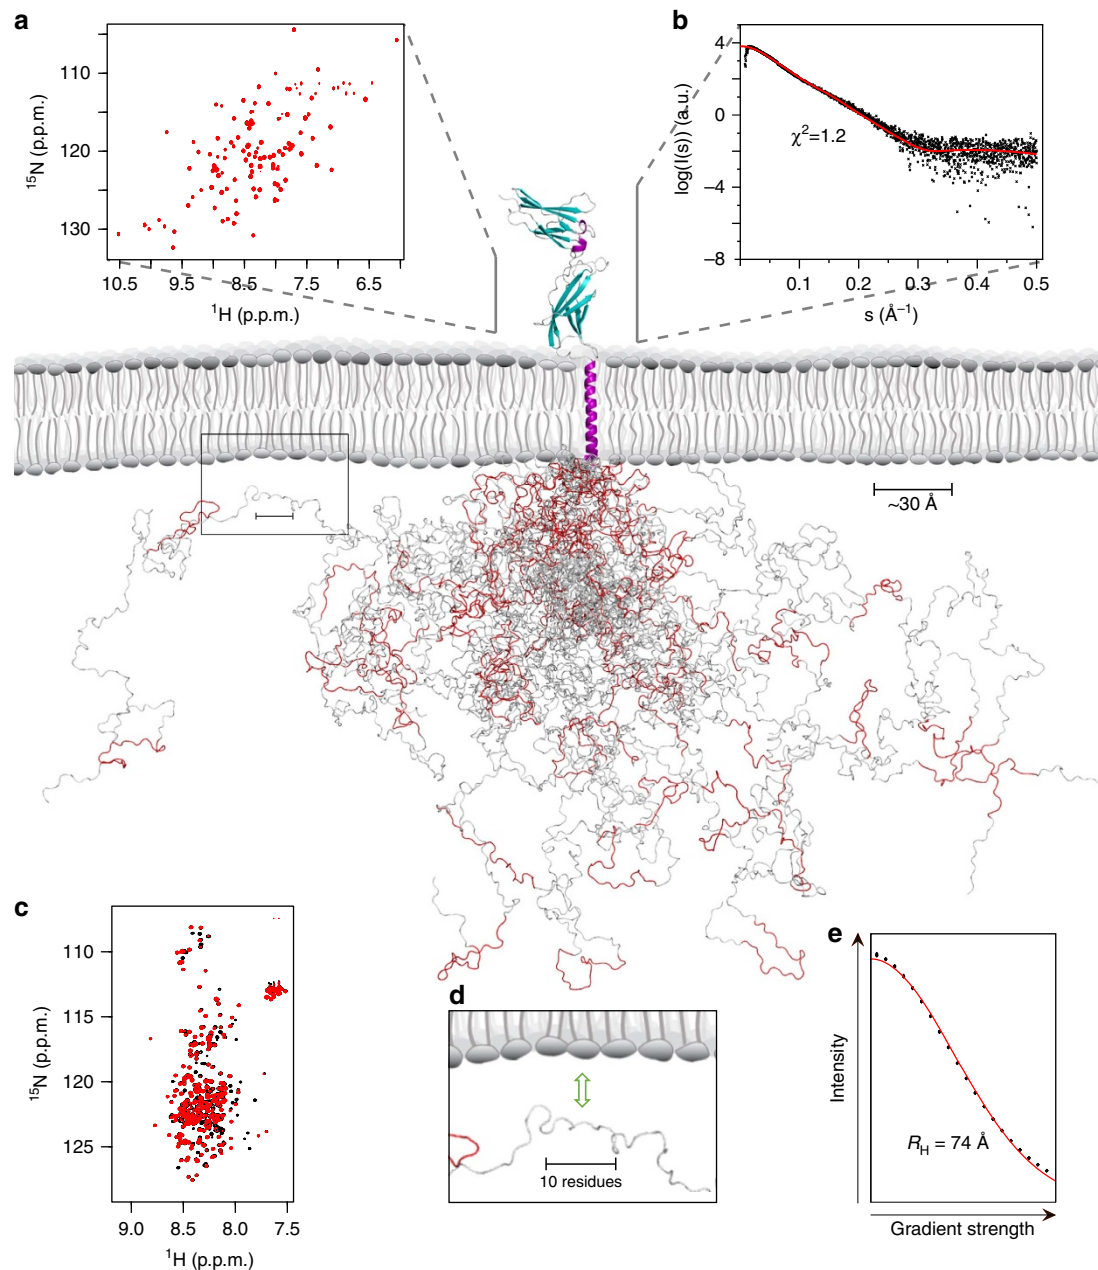 a
110
120
130
¹⁵N (p.p.m.)
10.5 9.5 8.5 7.5 6.5
¹H (p.p.m.)
b
4
0
−4
−8
log(I(s)) (a.u.)
χ²=1.2
0.1 0.2 0.3 0.4 0.5
s (Å⁻¹)
~30 Å
c
110
115
120
125
¹⁵N (p.p.m.)
9.0 8.5 8.0 7.5
¹H (p.p.m.)
d
10 residues
e
Intensity
R_H = 74 Å
Gradient strength